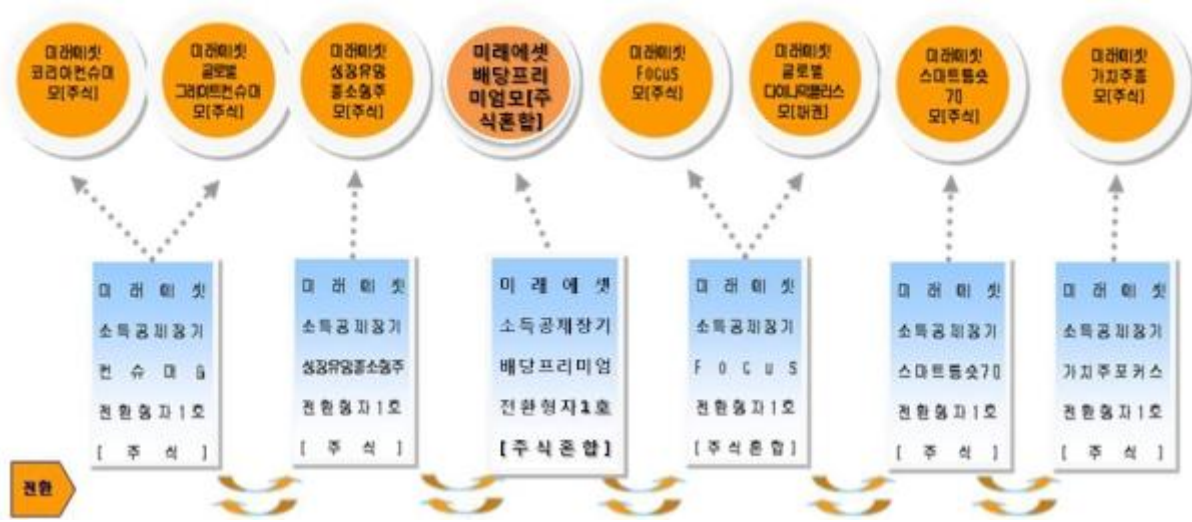 미래에셋
코리아컨슈머
모[주식]
미래에셋
글로벌
그레이트컨슈머
모[주식]
미래에셋
성장유망
중소형주
모[주식]
미래에셋
배당프리
미엄모[주
식혼합]
미래에셋
FOCUS
모[주식]
미래에셋
글로벌
다이나믹플러스
모[채권]
미래에셋
스마트롱숏
70
모[주식]
미래에셋
가치주중
모[주식]
미 래 에 셋
소득공제장기
컨 슈 머 G
전환형자1호
[ 주 식 ]
미 래 에 셋
소득공제장기
성장유망중소형주
전환형자1호
[ 주 식 ]
미 래 에 셋
소득공제장기
배당프리미엄
전환형자1호
[주식혼합]
미 래 에 셋
소득공제장기
F O C U S
전환형자1호
[주식혼합]
미 래 에 셋
소득공제장기
스마트롱숏70
전환형자1호
[ 주 식 ]
미 래 에 셋
소득공제장기
가치주포커스
전환형자1호
[ 주 식 ]
전환